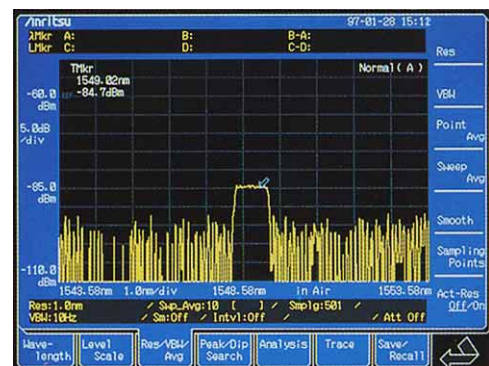 Anritsu 97-01-28 15:12
λMkr A: B: B-A:
LMkr C: D: C-D:
TMkr Normal( A )
1549.02nm
-84.7dBm
-60.0
dBm
5.0dB
/div
-85.0
dBm
-110.0
dBm
1543.58nm 1.0nm/div 1548.58nm in Air 1553.58nm
Res:1.0nm / Swp_Avg:10 [ ] / Smplg:501 /
VBW:10Hz / Sm:Off / Intvl:Off / / Att Off
Res
VBW
Point
Avg
Sweep
Avg
Smooth
Sampling
Points
Act-Res
Off/On
Wave-
length
Level
Scale
Res/VBW/
Avg
Peak/Dip
Search
Analysis
Trace
Save/
Recall